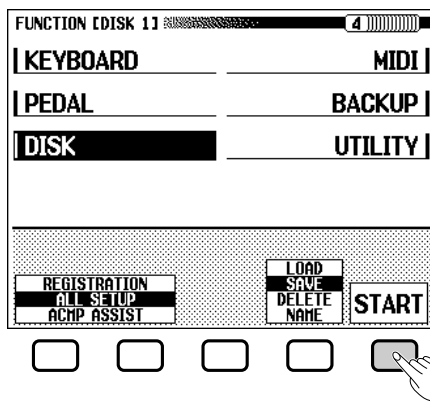 FUNCTION [DISK 1] 4
KEYBOARD MIDI
PEDAL BACKUP
DISK UTILITY
REGISTRATION
ALL SETUP
ACMP ASSIST
LOAD
SAVE
DELETE
NAME
START